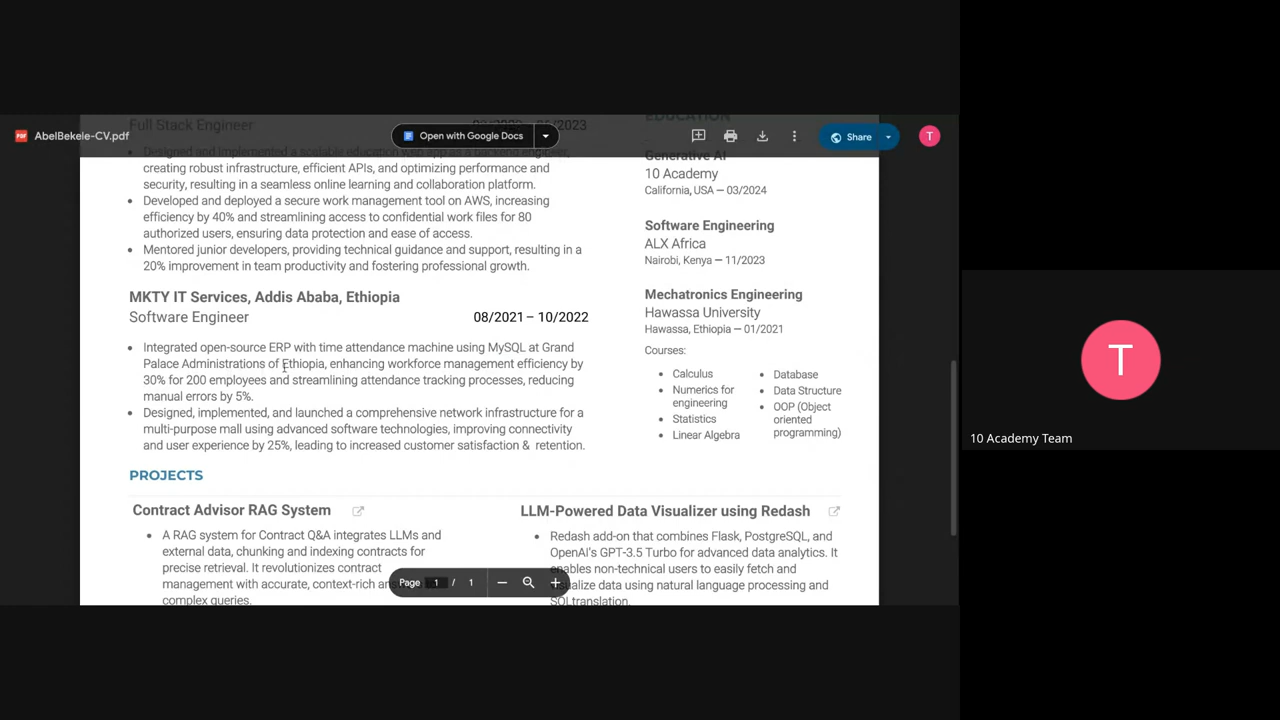 AbelBekele-CV.pdf
Open with Google Docs
Share
T
Full Stack Engineer
creating robust infrastructure, efficient APIs, and optimizing performance and
security, resulting in a seamless online learning and collaboration platform.
• Developed and deployed a secure work management tool on AWS, increasing
efficiency by 40% and streamlining access to confidential work files for 80
authorized users, ensuring data protection and ease of access.
• Mentored junior developers, providing technical guidance and support, resulting in a
20% improvement in team productivity and fostering professional growth.
MKTY IT Services, Addis Ababa, Ethiopia
Software Engineer
08/2021 – 10/2022
• Integrated open-source ERP with time attendance machine using MySQL at Grand
Palace Administrations of Ethiopia, enhancing workforce management efficiency by
30% for 200 employees and streamlining attendance tracking processes, reducing
manual errors by 5%.
• Designed, implemented, and launched a comprehensive network infrastructure for a
multi-purpose mall using advanced software technologies, improving connectivity
and user experience by 25%, leading to increased customer satisfaction & retention.
EDUCATION
Generative AI
10 Academy
California, USA — 03/2024
Software Engineering
ALX Africa
Nairobi, Kenya — 11/2023
Mechatronics Engineering
Hawassa University
Hawassa, Ethiopia — 01/2021
Courses:
• Calculus
• Numerics for
engineering
• Statistics
• Linear Algebra
• Database
• Data Structure
• OOP (Object
oriented
programming)
PROJECTS
Contract Advisor RAG System
• A RAG system for Contract Q&A integrates LLMs and
external data, chunking and indexing contracts for
precise retrieval. It revolutionizes contract
management with accurate, context-rich
complex queries.
LLM-Powered Data Visualizer using Redash
• Redash add-on that combines Flask, PostgreSQL, and
OpenAI's GPT-3.5 Turbo for advanced data analytics. It
enables non-technical users to easily fetch and
visualize data using natural language processing and
SQLtranslation.
Page 1 / 1
T
10 Academy Team